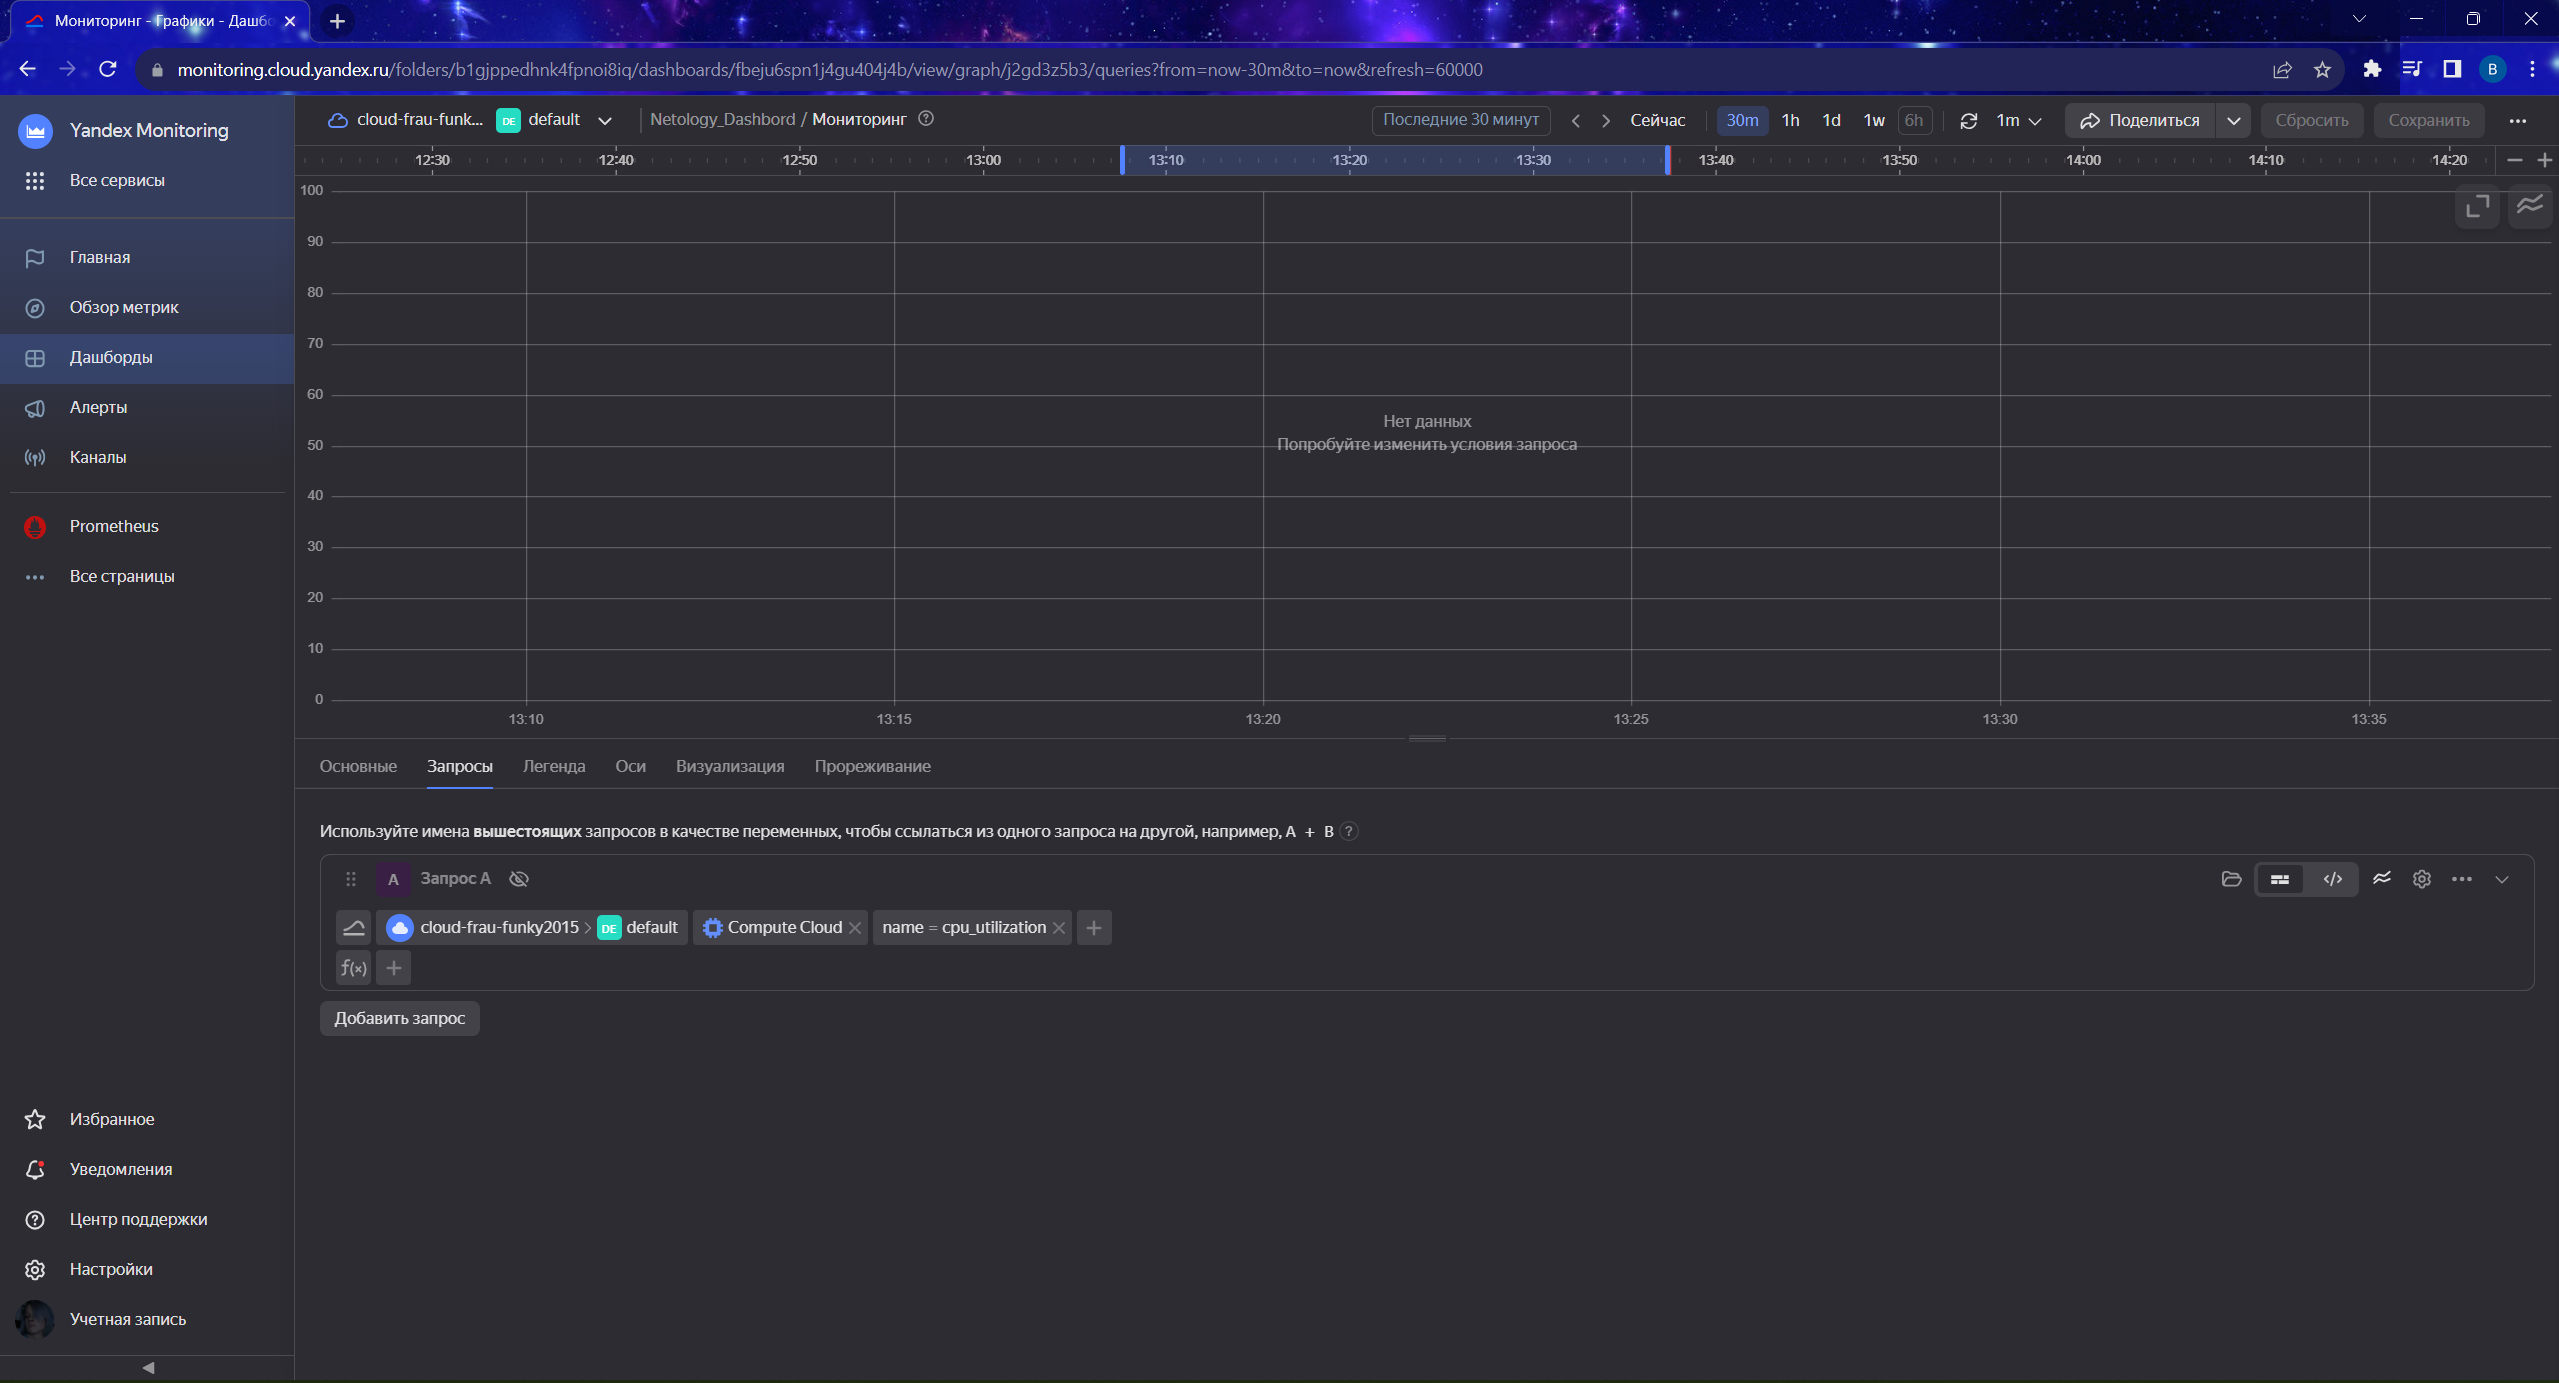 Мониторинг - Графики - Дашбо
monitoring.cloud.yandex.ru/folders/b1gjppedhnk4fpnoi8iq/dashboards/fbeju6spn1j4gu404j4b/view/graph/j2gd3z5b3/queries?from=now-30m&to=now&refresh=60000
B
Yandex Monitoring
Все сервисы
Главная
Обзор метрик
Дашборды
Алерты
Каналы
Prometheus
Все страницы
Избранное
Уведомления
Центр поддержки
Настройки
Учетная запись
cloud-frau-funk... DE default Netology_Dashbord / Мониторинг
Последние 30 минут Сейчас 30m 1h 1d 1w 6h 1m Поделиться Сбросить Сохранить
12:30 12:40 12:50 13:00 13:10 13:20 13:30 13:40 13:50 14:00 14:10 14:20
100
90
80
70
60
50
40
30
20
10
0
Нет данных
Попробуйте изменить условия запроса
13:10 13:15 13:20 13:25 13:30 13:35
Основные Запросы Легенда Оси Визуализация Прореживание
Используйте имена вышестоящих запросов в качестве переменных, чтобы ссылаться из одного запроса на другой, например, A + B ?
A Запрос A </>
cloud-frau-funky2015 > DE default Compute Cloud name = cpu_utilization +
f(x) +
Добавить запрос